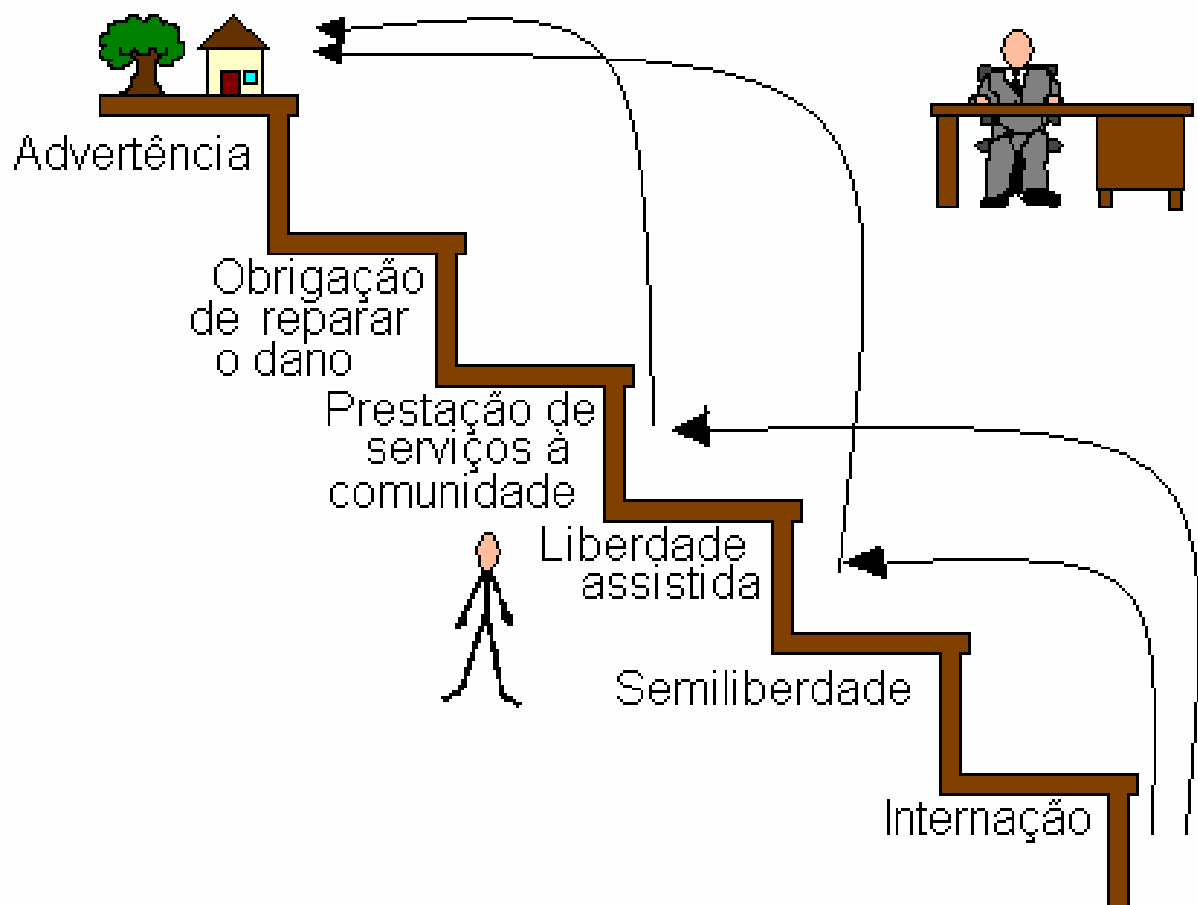 Advertência
Obrigação
de reparar
o dano
Prestação de
serviços à
comunidade
Liberdade
assistida
Semiliberdade
Internação